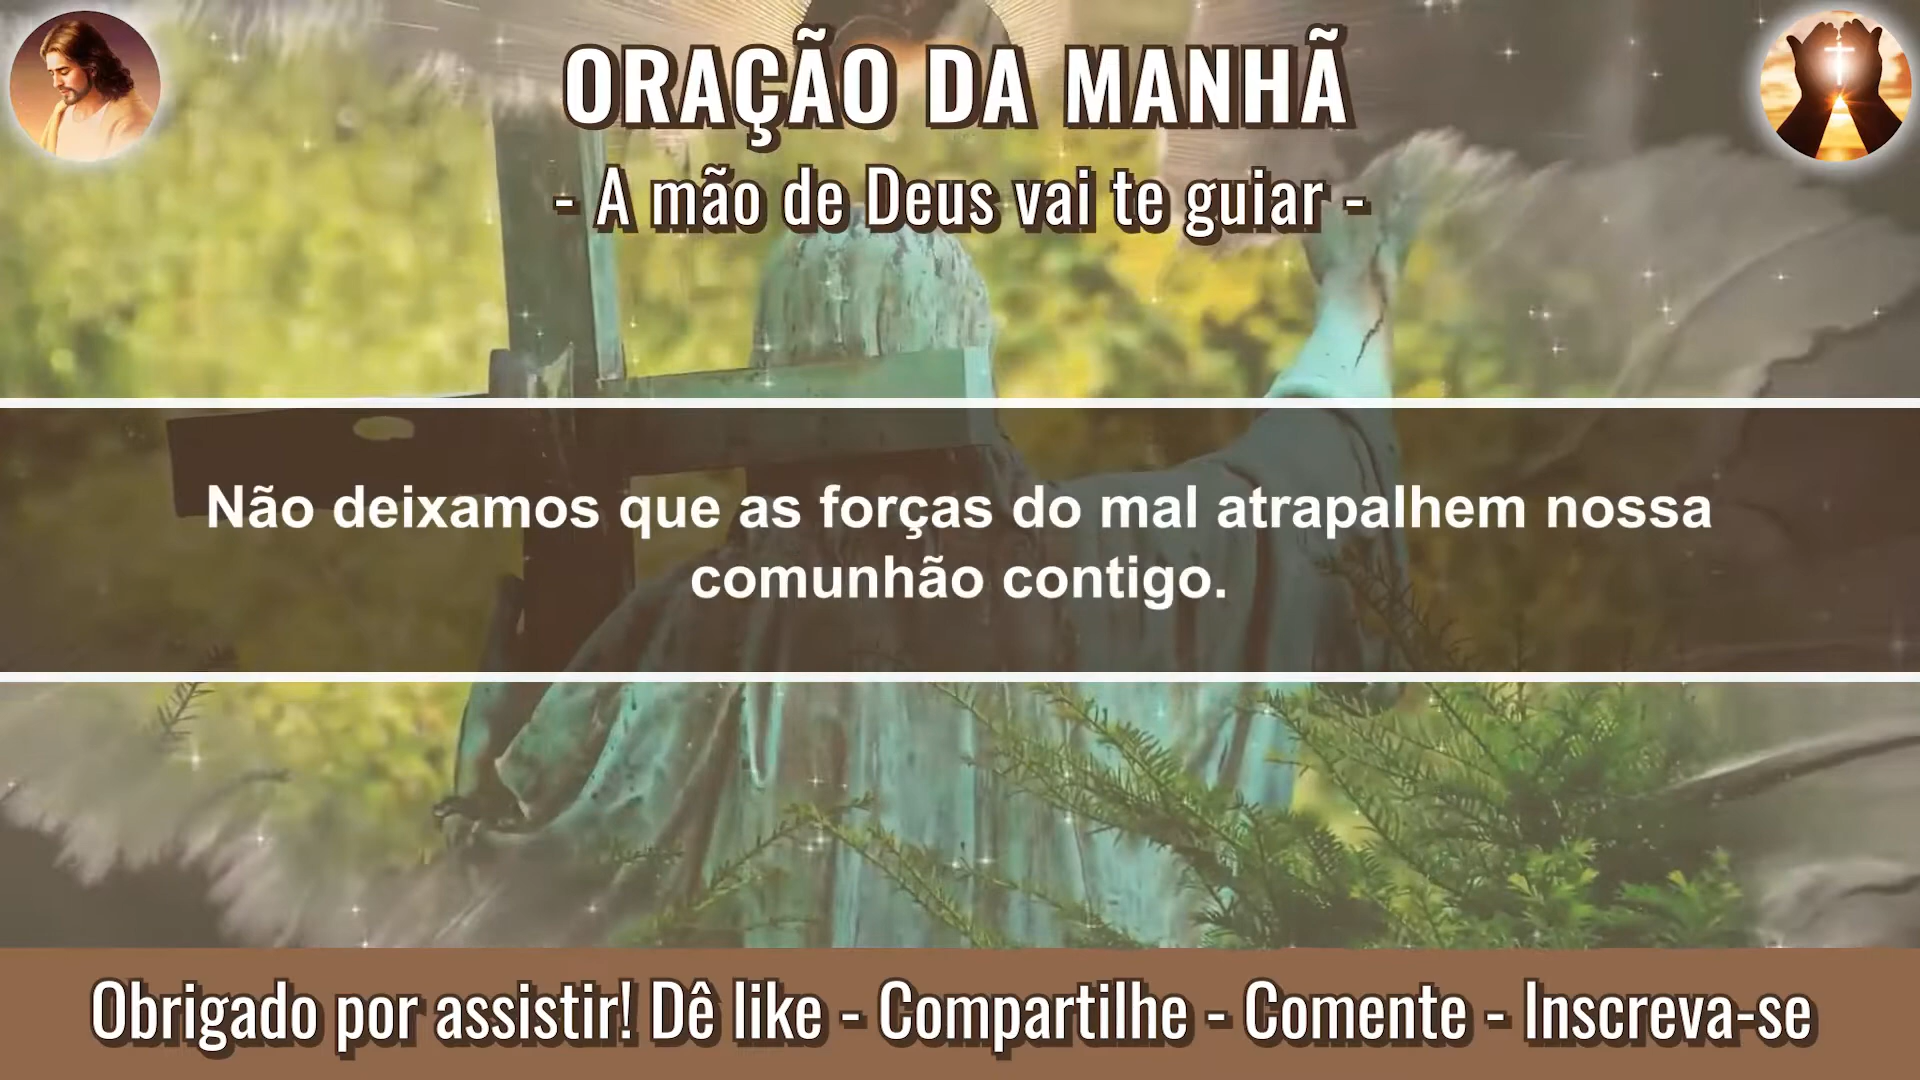 ORAÇÃO DA MANHÃ
- A mão de Deus vai te guiar -
Não deixamos que as forças do mal atrapalhem nossa
comunhão contigo.
Obrigado por assistir! Dê like - Compartilhe - Comente - Inscreva-se